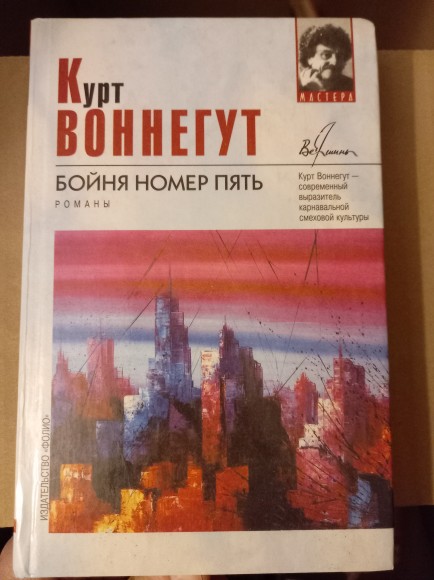 Курт
ВОННЕГУТ
БОЙНЯ НОМЕР ПЯТЬ
РОМАНЫ
МАСТЕРА
Курт Воннегут —
современный
выразитель
карнавальной
смеховой культуры
ИЗДАТЕЛЬСТВО «ФОЛИО»